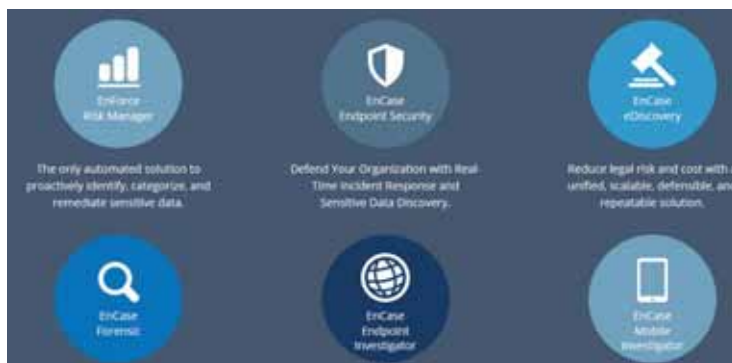 EnForce
Risk Manager
EnCase
Endpoint Security
EnCase
eDiscovery
The only automated solution to
proactively identify, categorize, and
remediate sensitive data.
Defend Your Organization with Real-
Time Incident Response and
Sensitive Data Discovery.
Reduce legal risk and cost with a
unified, scalable, defensible, and
repeatable solution.
EnCase
Forensic
EnCase
Endpoint
Investigator
EnCase
Mobile
Investigator